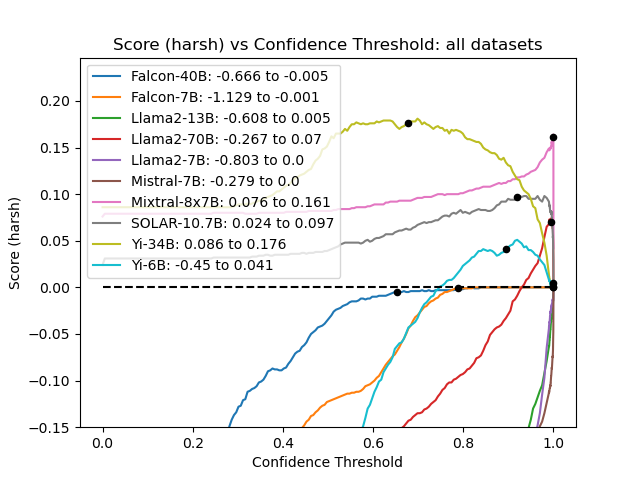 Score (harsh) vs Confidence Threshold: all datasets
Falcon-40B: -0.666 to -0.005
Falcon-7B: -1.129 to -0.001
Llama2-13B: -0.608 to 0.005
Llama2-70B: -0.267 to 0.07
Llama2-7B: -0.803 to 0.0
Mistral-7B: -0.279 to 0.0
Mixtral-8x7B: 0.076 to 0.161
SOLAR-10.7B: 0.024 to 0.097
Yi-34B: 0.086 to 0.176
Yi-6B: -0.45 to 0.041
Score (harsh)
0.20
0.15
0.10
0.05
0.00
−0.05
−0.10
−0.15
0.0 0.2 0.4 0.6 0.8 1.0
Confidence Threshold